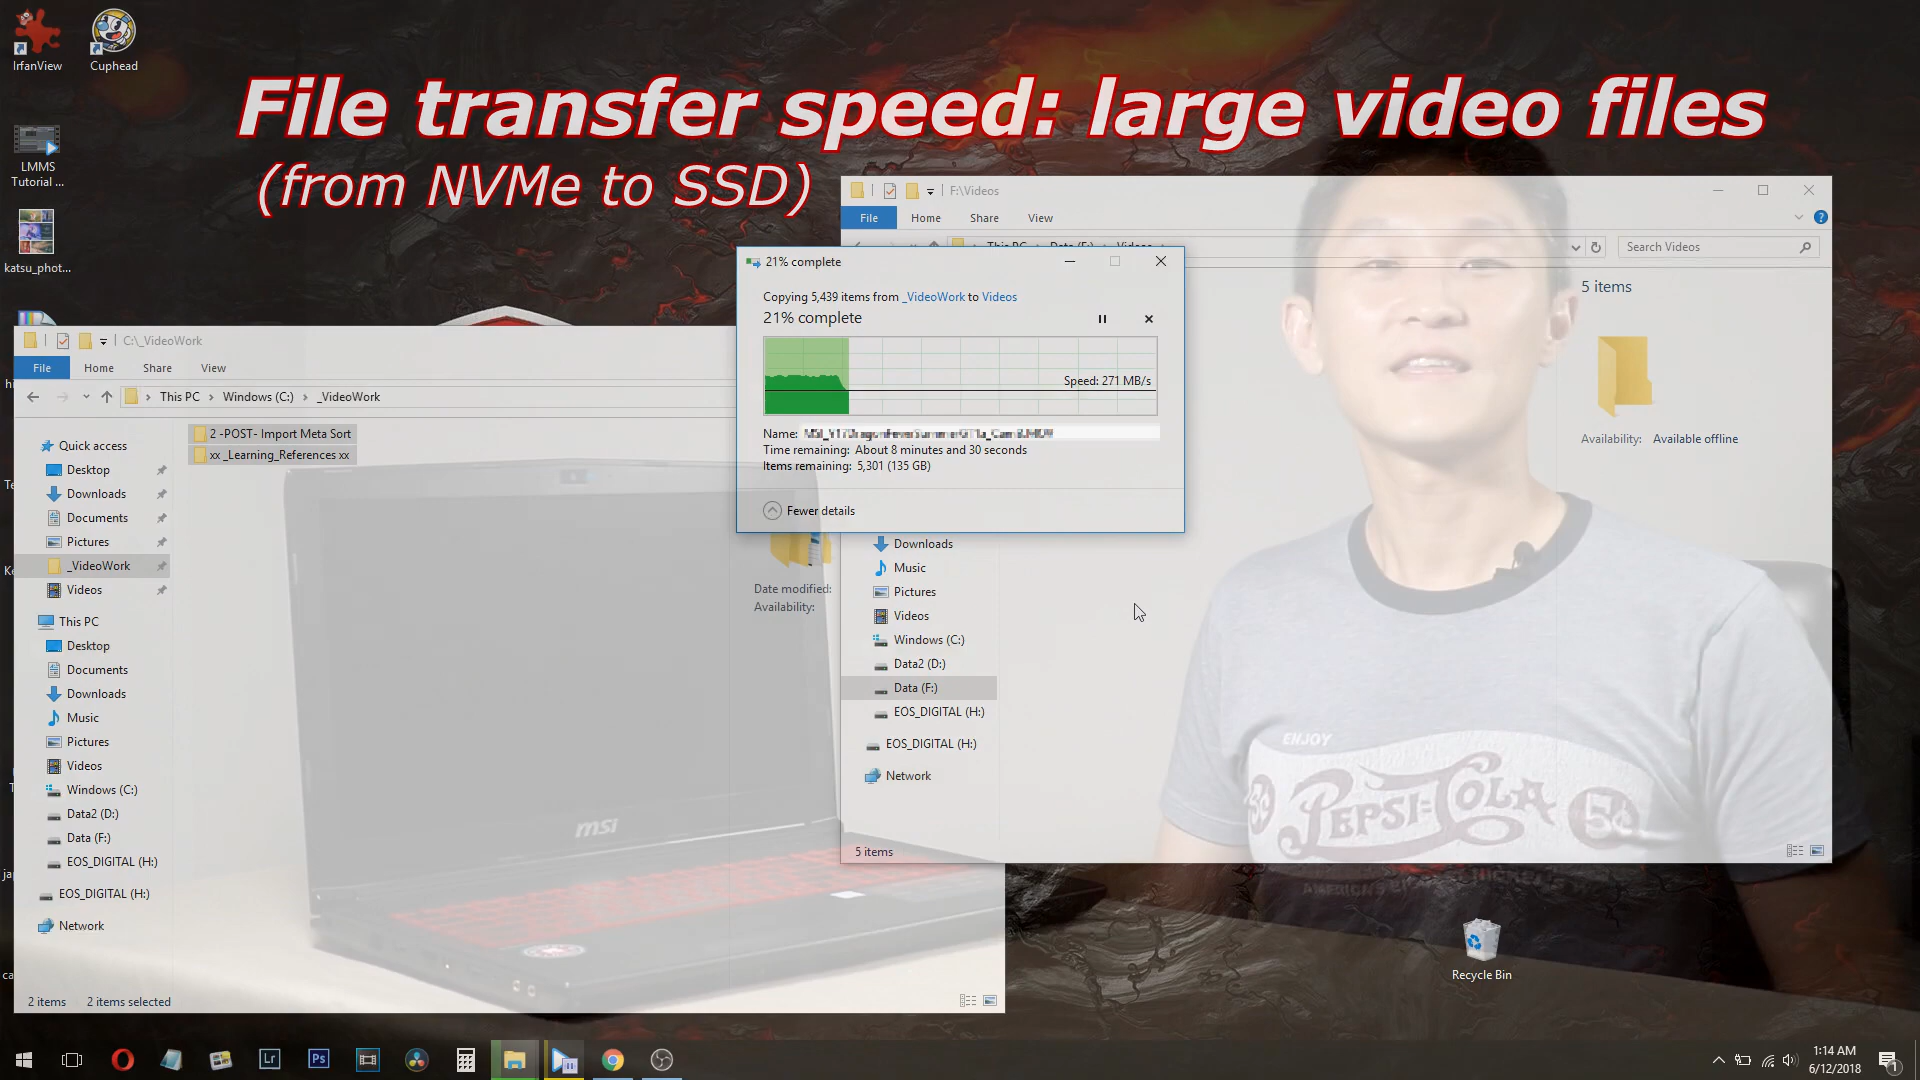 IrfanView
Cuphead
File transfer speed: large video files
(from NVMe to SSD)
LMMS
Tutorial ...
katsu_phot...
F:\Videos
File Home Share View
Search Videos
5 items
Availability: Available offline
21% complete
Copying 5,439 items from _VideoWork to Videos
21% complete
Speed: 271 MB/s
Name:
Time remaining: About 8 minutes and 30 seconds
Items remaining: 5,301 (135 GB)
Fewer details
C:\_VideoWork
File Home Share View
This PC Windows (C:) _VideoWork
Quick access
Desktop
Downloads
Documents
Pictures
_VideoWork
Videos
This PC
Desktop
Documents
Downloads
Music
Pictures
Videos
Windows (C:)
Data2 (D:)
Data (F:)
EOS_DIGITAL (H:)
EOS_DIGITAL (H:)
Network
2 -POST- Import Meta Sort
xx _Learning_References xx
Date modified:
Availability:
2 items 2 items selected
Downloads
Music
Pictures
Videos
Windows (C:)
Data2 (D:)
Data (F:)
EOS_DIGITAL (H:)
EOS_DIGITAL (H:)
Network
5 items
msi
ENJOY
PEPSI=COLA
5¢
Recycle Bin
Lr
Ps
1:14 AM
6/12/2018
1